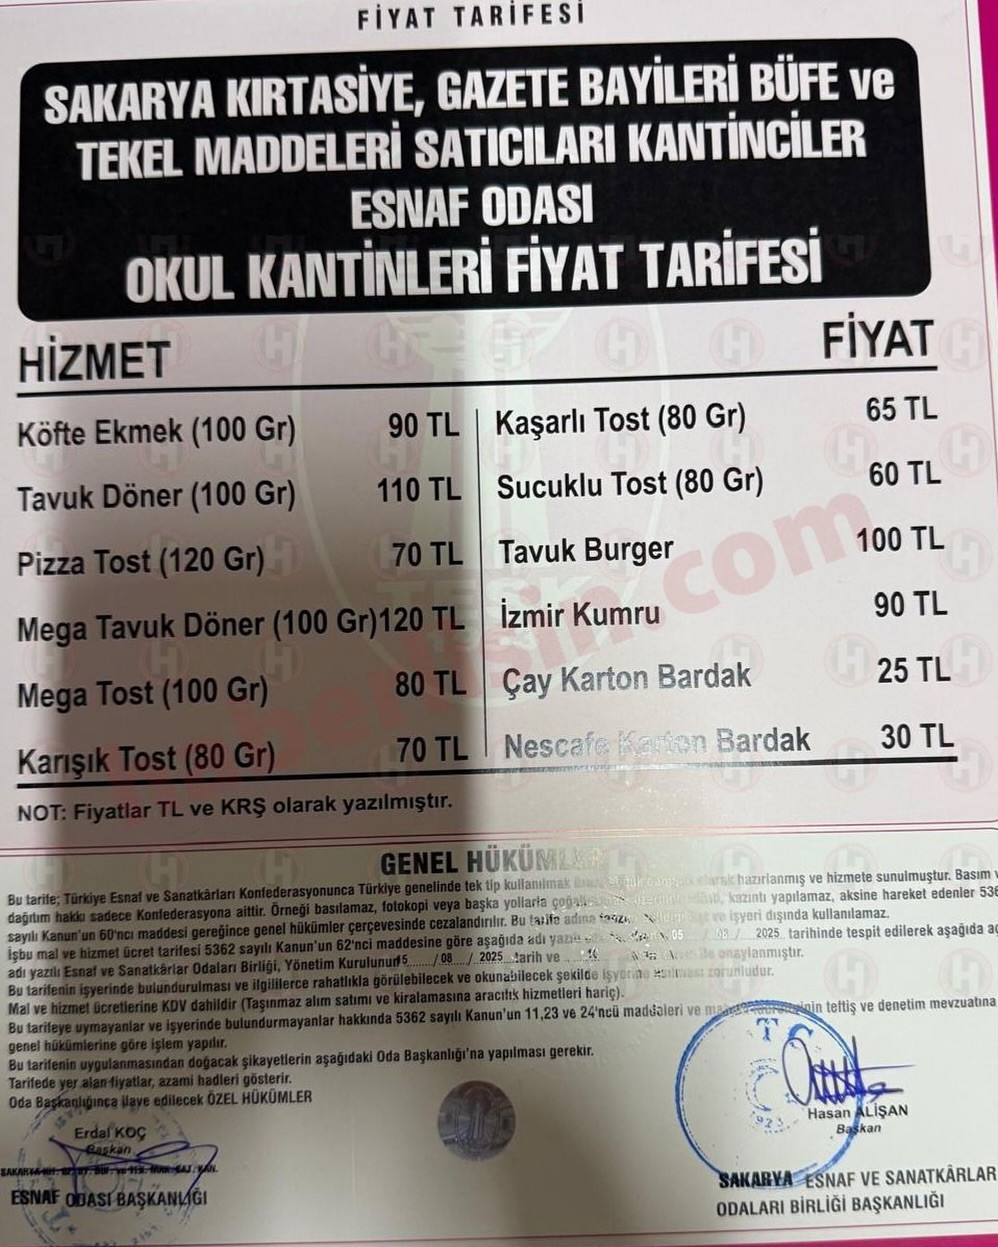 FİYAT TARİFESİ
SAKARYA KIRTASİYE, GAZETE BAYİLERİ BÜFE ve
TEKEL MADDELERİ SATICILARI KANTİNCİLER
ESNAF ODASI
OKUL KANTİNLERİ FİYAT TARİFESİ
HİZMET FİYAT
Köfte Ekmek (100 Gr) 90 TL Kaşarlı Tost (80 Gr) 65 TL
Tavuk Döner (100 Gr) 110 TL Sucuklu Tost (80 Gr) 60 TL
Pizza Tost (120 Gr) 70 TL Tavuk Burger 100 TL
Mega Tavuk Döner (100 Gr)120 TL İzmir Kumru 90 TL
Mega Tost (100 Gr) 80 TL Çay Karton Bardak 25 TL
Karışık Tost (80 Gr) 70 TL Nescafe Karton Bardak 30 TL
NOT: Fiyatlar TL ve KRŞ olarak yazılmıştır.
GENEL HÜKÜMLER
Bu tarife; Türkiye Esnaf ve Sanatkârları Konfederasyonunca Türkiye genelinde tek tip kullanılmak olarak hazırlanmış ve hizmete sunulmuştur. Basım
dağıtım hakkı sadece Konfederasyona aittir. Örneği basılamaz, fotokopi veya başka yollarla kazıntı yapılamaz, aksine hareket edenler 536
sayılı Kanun'un 60'ncı maddesi gereğince genel hükümler çerçevesinde cezalandırılır. Bu tarife adına ve işyeri dışında kullanılamaz.
İşbu mal ve hizmet ücret tarifesi 5362 sayılı Kanun'un 62'nci maddesine göre aşağıda adı 05 / 08 / 2025 tarihinde tespit edilerek aşağıda
adı yazılı Esnaf ve Sanatkârlar Odaları Birliği, Yönetim Kurulunun /08 / 2025 tarih ve ile onaylanmıştır.
Bu tarifenin işyerinde bulundurulması ve ilgililerce rahatlıkla görülebilecek ve okunabilecek şekilde işyerine asılması zorunludur.
Mal ve hizmet ücretlerine KDV dahildir (Taşınmaz alım satımı ve kiralamasına aracılık hizmetleri hariç).
Bu tarifeye uymayanlar ve işyerinde bulundurmayanlar hakkında 5362 sayılı Kanun'un 11,23 ve 24'ncü maddeleri ve teftiş ve denetim mevzuatına
genel hükümlerine göre işlem yapılır.
Bu tarifenin uygulanmasından doğacak şikayetlerin aşağıdaki Oda Başkanlığı'na yapılması gerekir.
Tarifede yer alan fiyatlar, azami hadleri gösterir.
Oda Başkanlığınca ilave edilecek ÖZEL HÜKÜMLER
T C
1923
Hasan ALİŞAN
Başkan
Erdal KOÇ
Başkan
ESNAF ODASI BAŞKANLIĞI
SAKARYA ESNAF VE SANATKÂRLAR
ODALARI BİRLİĞİ BAŞKANLIĞI